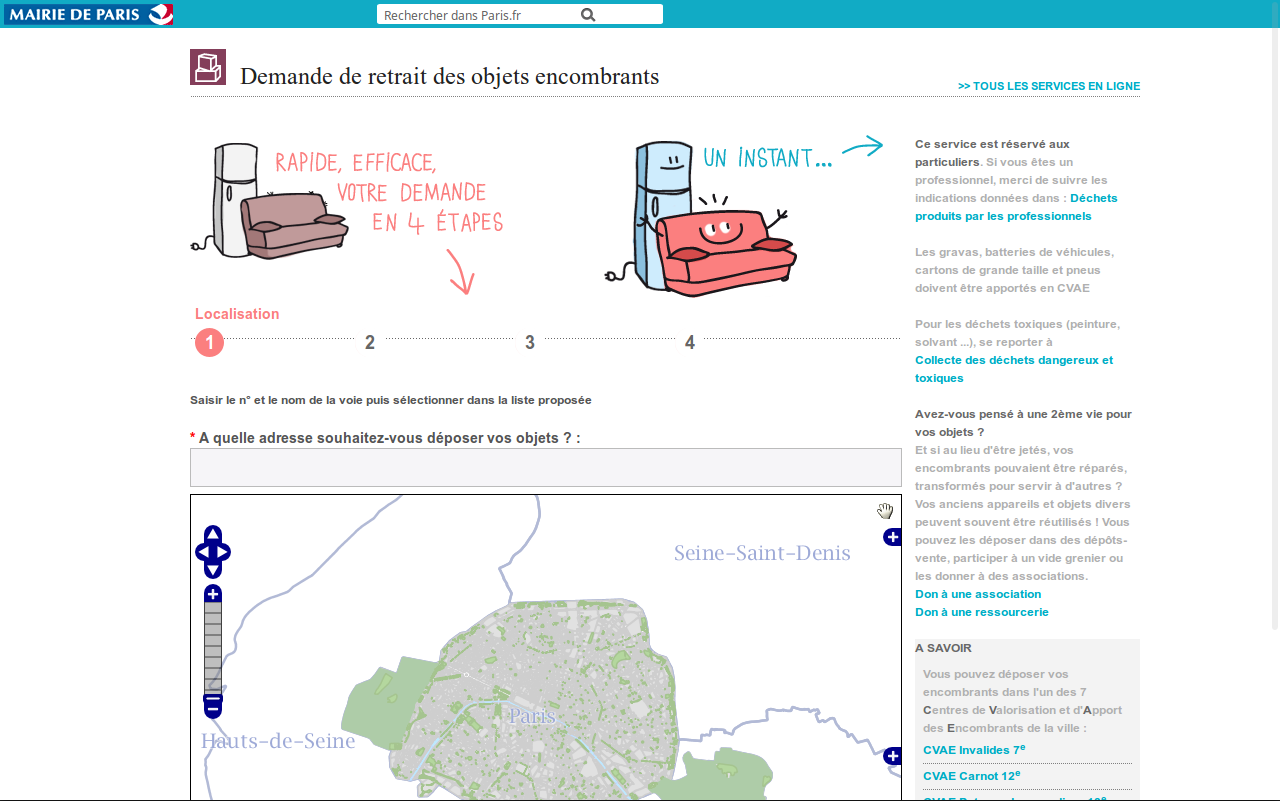 MAIRIE DE PARIS
Rechercher dans Paris.fr
Demande de retrait des objets encombrants
>> TOUS LES SERVICES EN LIGNE
RAPIDE, EFFICACE,
VOTRE DEMANDE
EN 4 ÉTAPES
UN INSTANT...
Localisation
1 2 3 4
Saisir le n° et le nom de la voie puis sélectionner dans la liste proposée
* A quelle adresse souhaitez-vous déposer vos objets ? :
Seine-Saint-Denis
Paris
Hauts-de-Seine
Ce service est réservé aux
particuliers. Si vous êtes un
professionnel, merci de suivre les
indications données dans : Déchets
produits par les professionnels
Les gravas, batteries de véhicules,
cartons de grande taille et pneus
doivent être apportés en CVAE
Pour les déchets toxiques (peinture,
solvant ...), se reporter à
Collecte des déchets dangereux et
toxiques
Avez-vous pensé à une 2ème vie pour
vos objets ?
Et si au lieu d'être jetés, vos
encombrants pouvaient être réparés,
transformés pour servir à d'autres ?
Vos anciens appareils et objets divers
peuvent souvent être réutilisés ! Vous
pouvez les déposer dans des dépôts-
vente, participer à un vide grenier ou
les donner à des associations.
Don à une association
Don à une ressourcerie
A SAVOIR
Vous pouvez déposer vos
encombrants dans l'un des 7
Centres de Valorisation et d'Apport
des Encombrants de la ville :
CVAE Invalides 7e
CVAE Carnot 12e